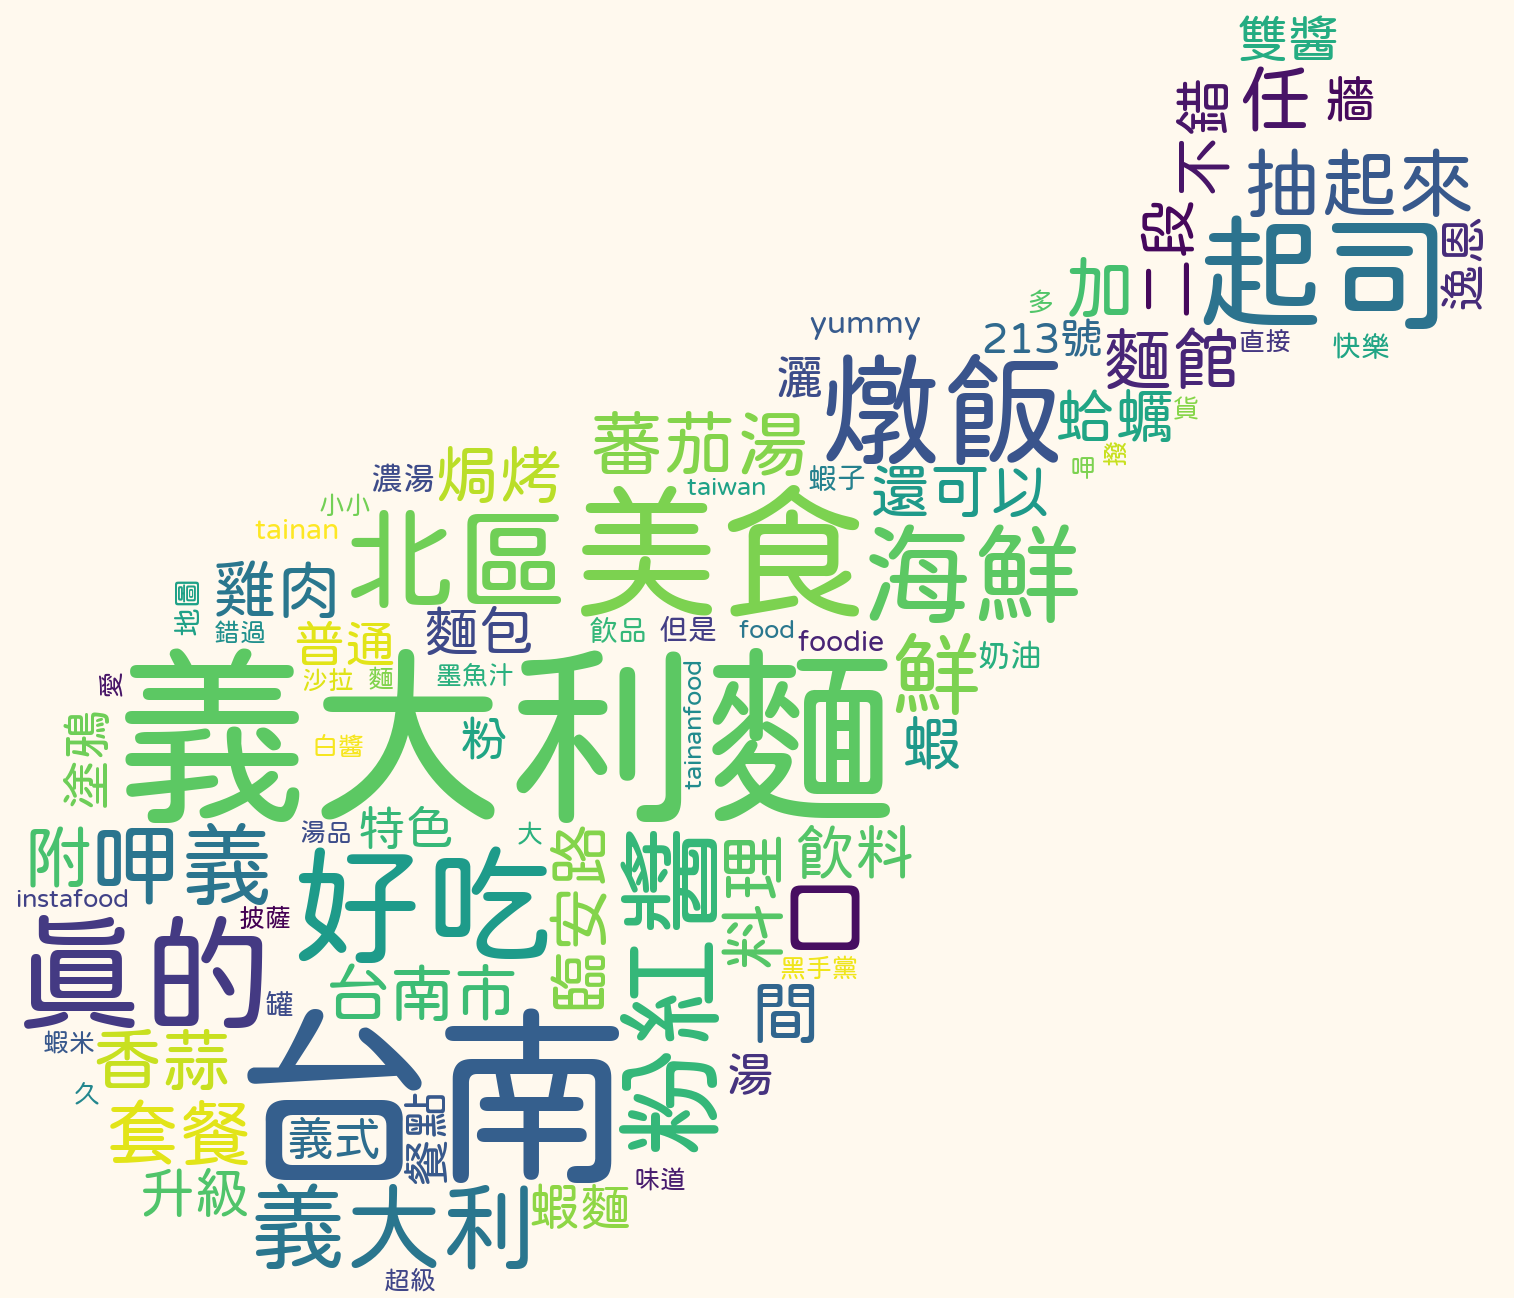 雙醬
不錯
任
牆
抽起來
二段
起司
逸恩
加
多
yummy
213號
麵館
直接
快樂
灑
燉飯
蛤蠣
貨
呷
蕃茄湯
焗烤
濃湯
taiwan
蝦子
還可以
小小
tainan
北區
美食
海鮮
雞肉
地圖
錯過
普通
麵包
飲品
但是
food
foodie
鮮
奶油
沙拉
麵
墨魚汁
愛
義大利麵
tainanfood
塗鴉
白醬
粉
蝦
附
呷義
湯品
特色
大
臨安路
粉紅醬
料理
飲料
instafood
披薩
好吃
口
真的
台南市
黑手黨
罐
間
蝦米
香蒜
台南
湯
久
套餐
義式
餐點
升級
味道
義大利
蝦麵
超級